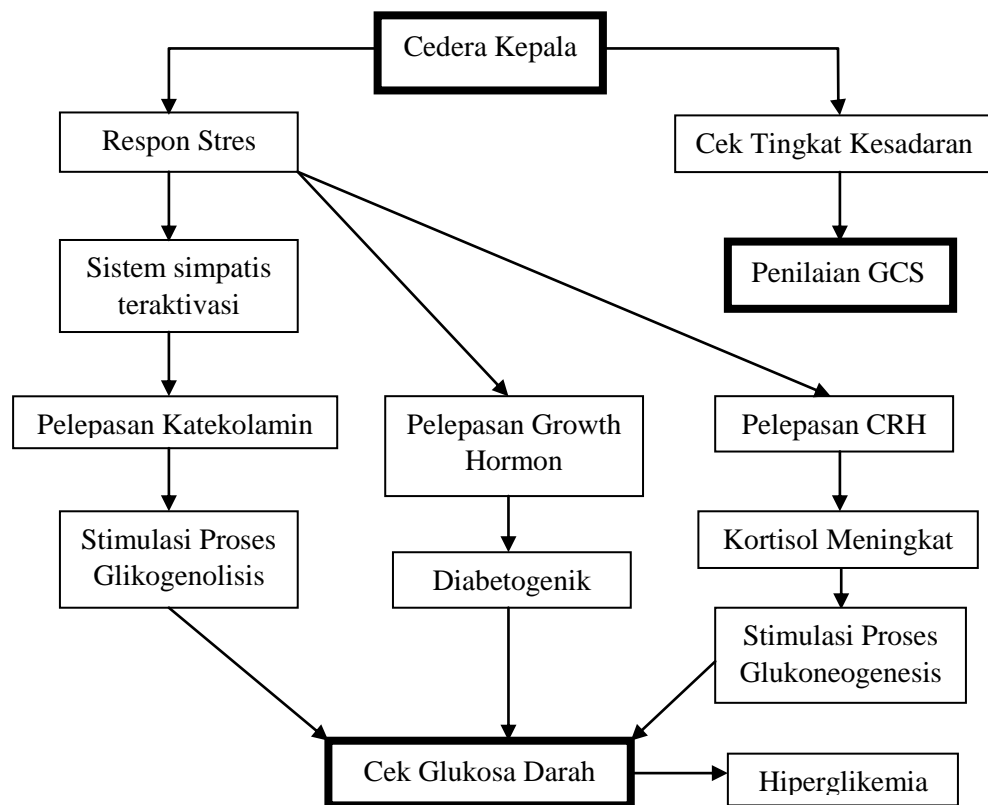 Cedera Kepala
Respon Stres
Cek Tingkat Kesadaran
Sistem simpatis
teraktivasi
Penilaian GCS
Pelepasan Katekolamin
Pelepasan Growth
Hormon
Pelepasan CRH
Stimulasi Proses
Glikogenolisis
Kortisol Meningkat
Diabetogenik
Stimulasi Proses
Glukoneogenesis
Cek Glukosa Darah
Hiperglikemia